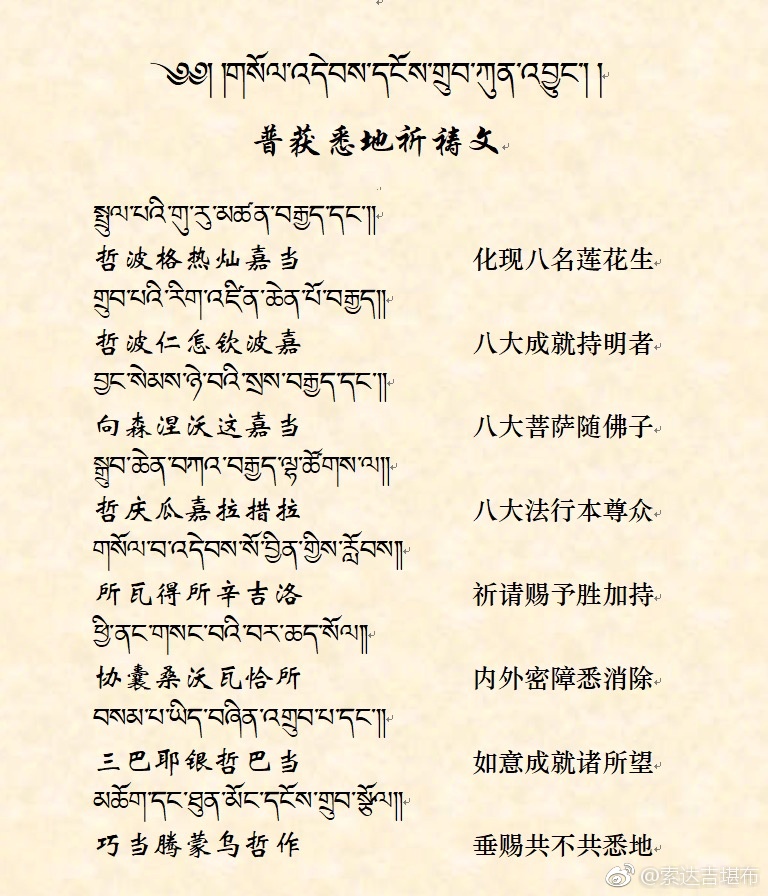 ༄༅། །གསོལ་འདེབས་དངོས་གྲུབ་ཀུན་འབྱུང་། །
普获悉地祈祷文
སྤྲུལ་པའི་གུ་རུ་མཚན་བརྒྱད་དང་།།
哲波格热灿嘉当 化现八名莲花生
གྲུབ་པའི་རིག་འཛིན་ཆེན་པོ་བརྒྱད།།
哲波仁怎钦波嘉 八大成就持明者
བྱང་སེམས་ཉེ་བའི་སྲས་བརྒྱད་དང་།།
向森涅沃这嘉当 八大菩萨随佛子
སྒྲུབ་ཆེན་བཀའ་བརྒྱད་ལྷ་ཚོགས་ལ།།
哲庆瓜嘉拉措拉 八大法行本尊众
གསོལ་བ་འདེབས་སོ་བྱིན་གྱིས་རློབས།།
所瓦得所辛吉洛 祈请赐予胜加持
ཕྱི་ནང་གསང་བའི་བར་ཆད་སོལ།།
协囊桑沃瓦恰所 内外密障悉消除
བསམ་པ་ཡིད་བཞིན་འགྲུབ་པ་དང་།།
三巴耶银哲巴当 如意成就诸所望
མཆོག་དང་ཐུན་མོང་དངོས་གྲུབ་སྩོལ།།
巧当腾蒙乌哲作 垂赐共不共悉地
@索达吉堪布